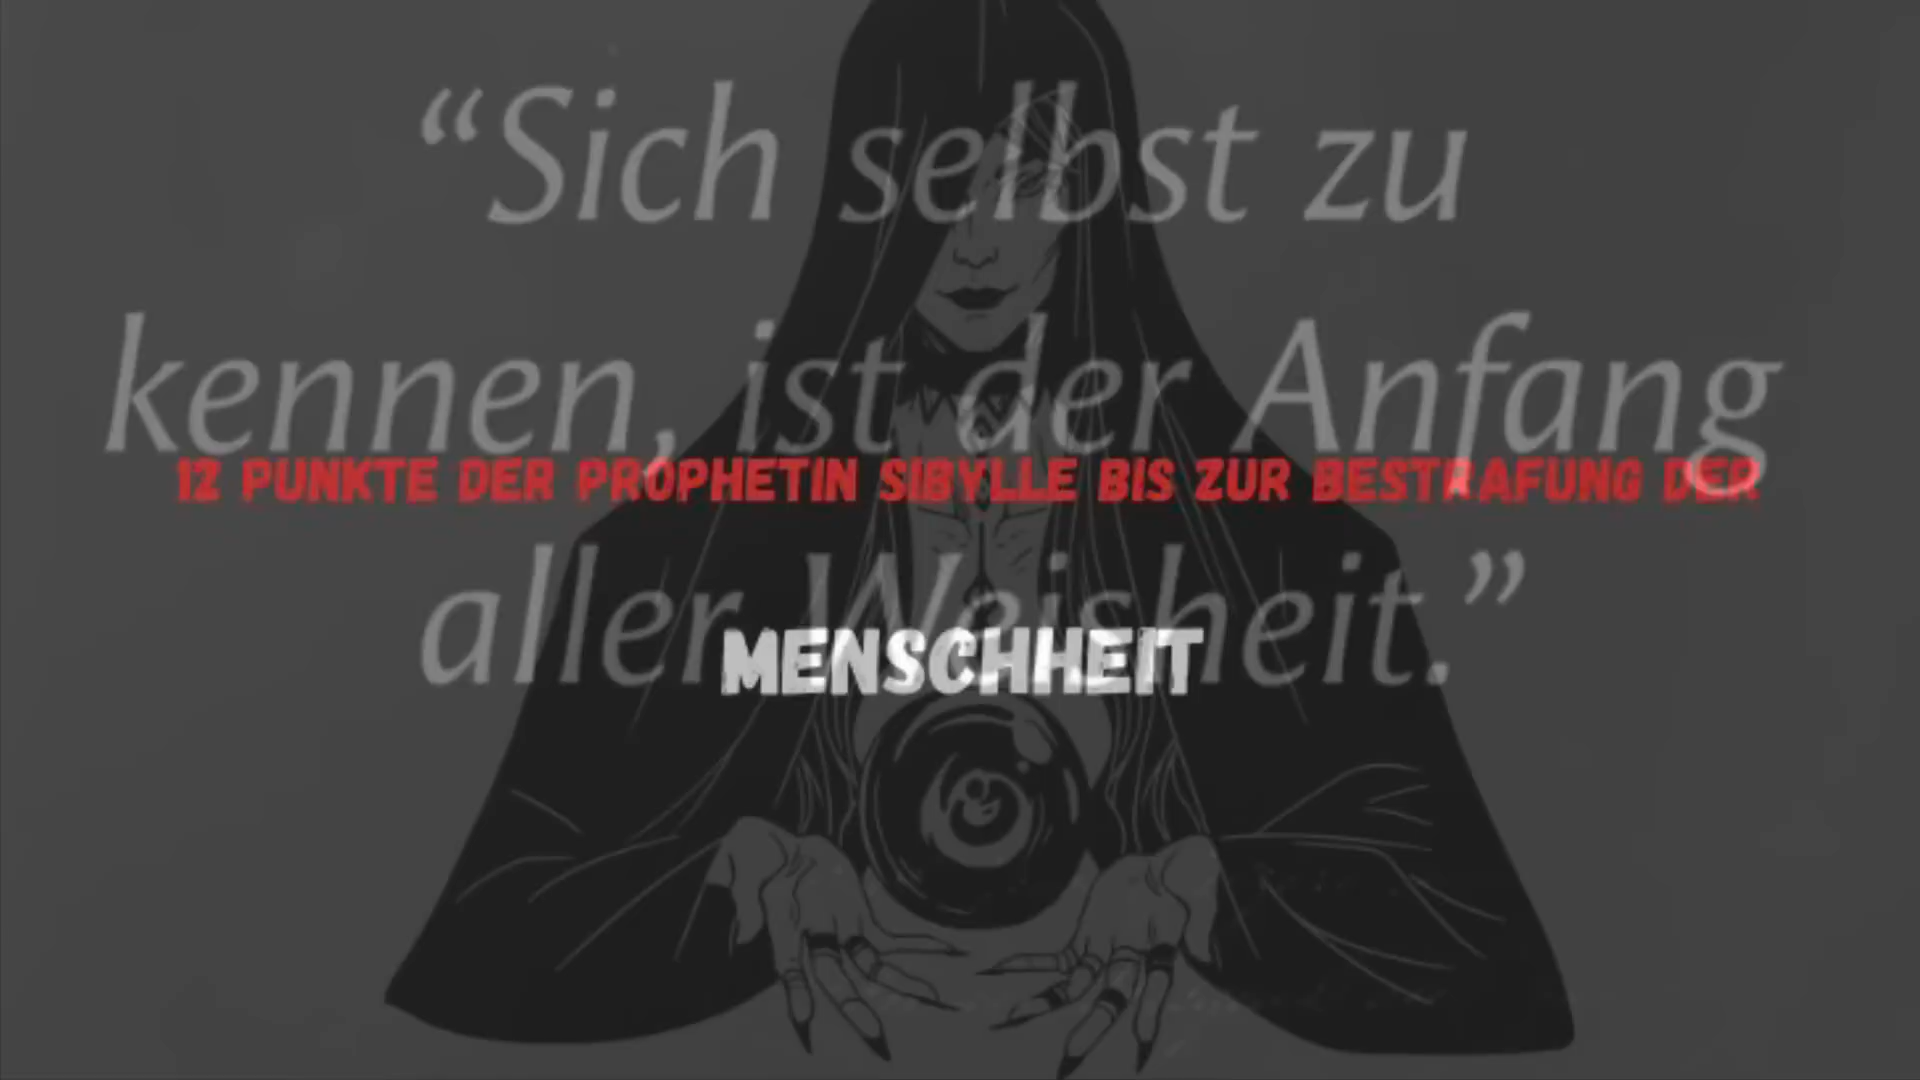 “Sich selbst zu
kennen, ist der Anfang
12 PUNKTE DER PROPHETIN SIBYLLE BIS ZUR BESTRAFUNG DER
aller Weisheit.”
MENSCHHEIT